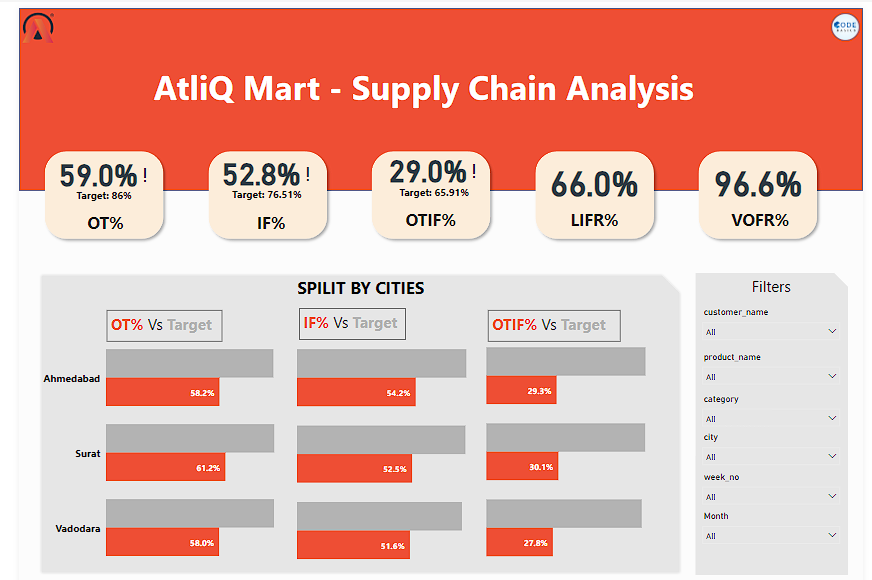 CODE
BASICS
AtliQ Mart - Supply Chain Analysis
59.0% !
Target: 86%
OT%
52.8% !
Target: 76.51%
IF%
29.0% !
Target: 65.91%
OTIF%
66.0%
LIFR%
96.6%
VOFR%
SPILIT BY CITIES
OT% Vs Target
IF% Vs Target
OTIF% Vs Target
Ahmedabad
58.2%
54.2%
29.3%
Surat
61.2%
52.5%
30.1%
Vadodara
58.0%
51.6%
27.8%
Filters
customer_name
All
product_name
All
category
All
city
All
week_no
All
Month
All